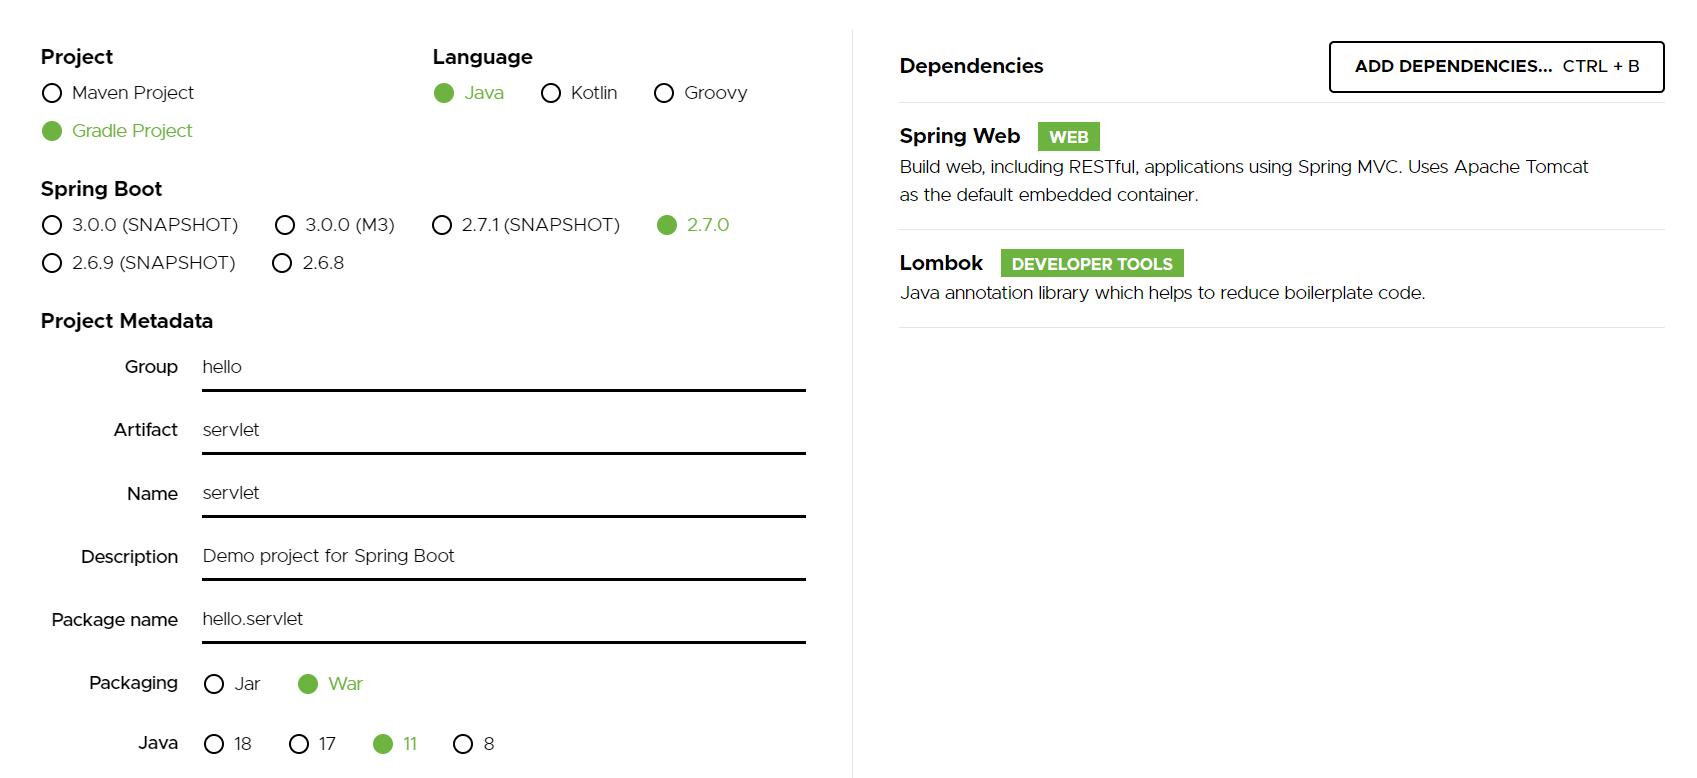 Project
Maven Project
Gradle Project
Language
Java Kotlin Groovy
Spring Boot
3.0.0 (SNAPSHOT) 3.0.0 (M3) 2.7.1 (SNAPSHOT) 2.7.0
2.6.9 (SNAPSHOT) 2.6.8
Project Metadata
Group hello
Artifact servlet
Name servlet
Description Demo project for Spring Boot
Package name hello.servlet
Packaging Jar War
Java 18 17 11 8
Dependencies ADD DEPENDENCIES... CTRL + B
Spring Web WEB
Build web, including RESTful, applications using Spring MVC. Uses Apache Tomcat
as the default embedded container.
Lombok DEVELOPER TOOLS
Java annotation library which helps to reduce boilerplate code.